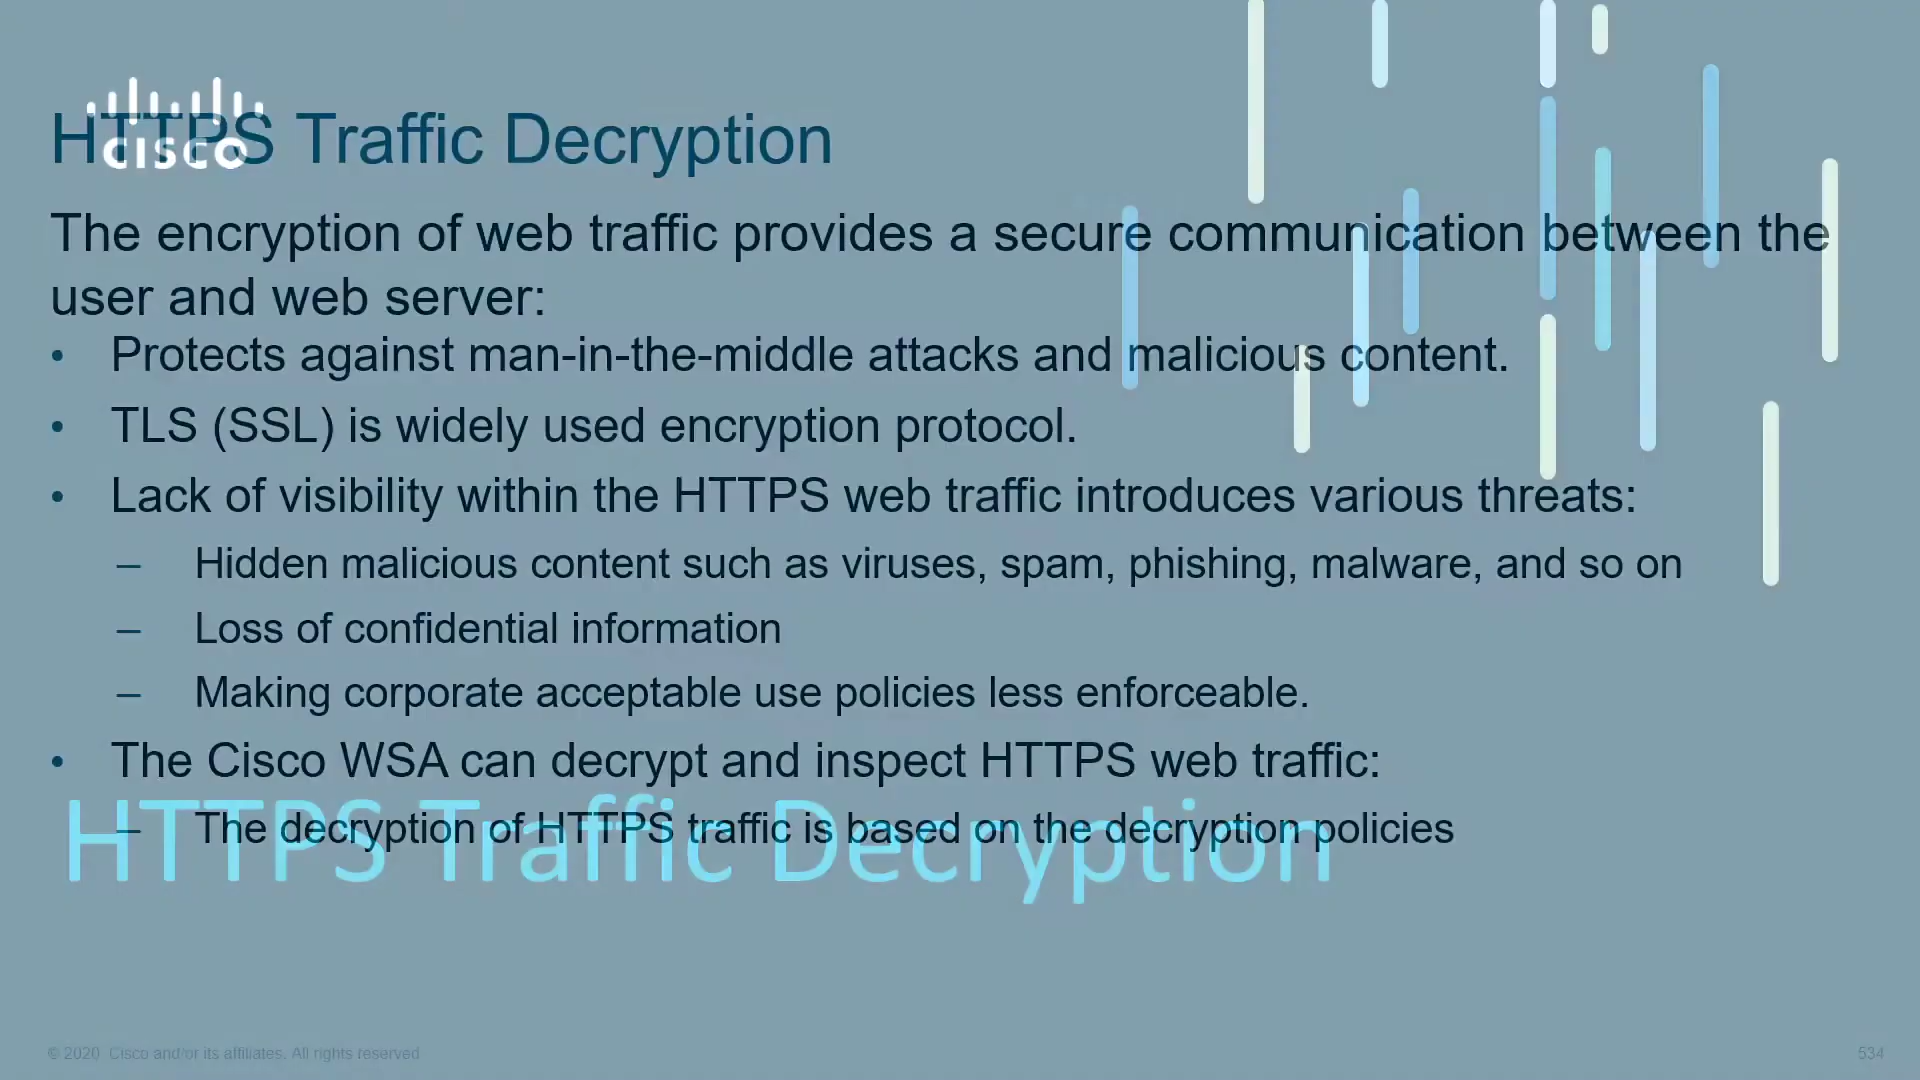 CISCO
HTTPS Traffic Decryption
The encryption of web traffic provides a secure communication between the
user and web server:
• Protects against man-in-the-middle attacks and malicious content.
• TLS (SSL) is widely used encryption protocol.
• Lack of visibility within the HTTPS web traffic introduces various threats:
– Hidden malicious content such as viruses, spam, phishing, malware, and so on
– Loss of confidential information
– Making corporate acceptable use policies less enforceable.
• The Cisco WSA can decrypt and inspect HTTPS web traffic:
– The decryption of HTTPS traffic is based on the decryption policies
HTTPS Traffic Decryption
© 2020 Cisco and/or its affiliates. All rights reserved
534